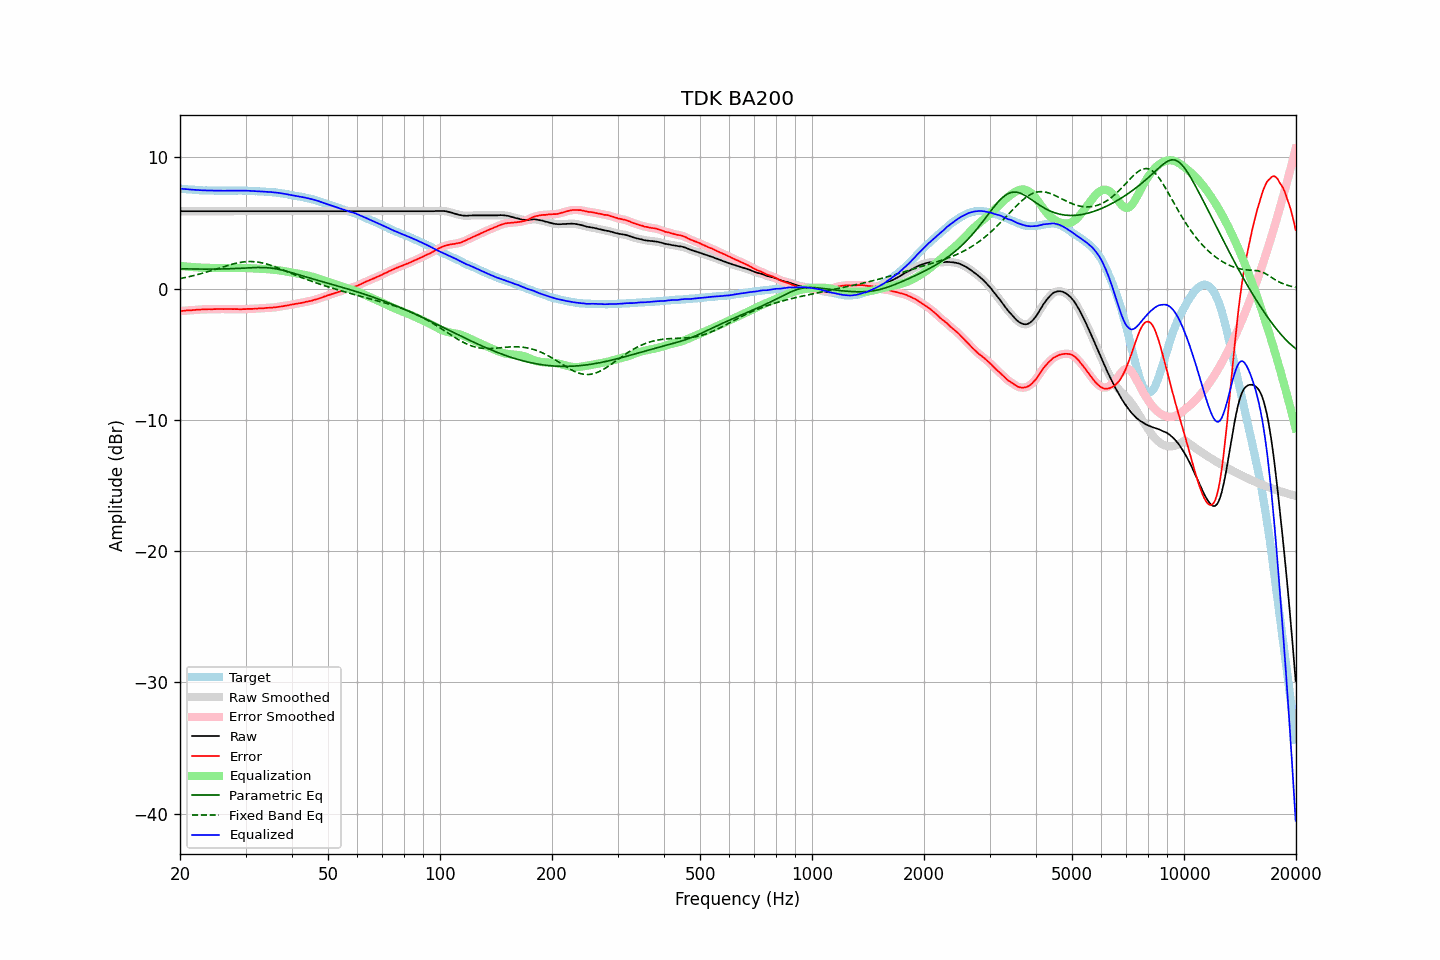 TDK BA200
Amplitude (dBr)
10
0
−10
−20
−30
−40
Target
Raw Smoothed
Error Smoothed
Raw
Error
Equalization
Parametric Eq
Fixed Band Eq
Equalized
20 50 100 200 500 1000 2000 5000 10000 20000
Frequency (Hz)